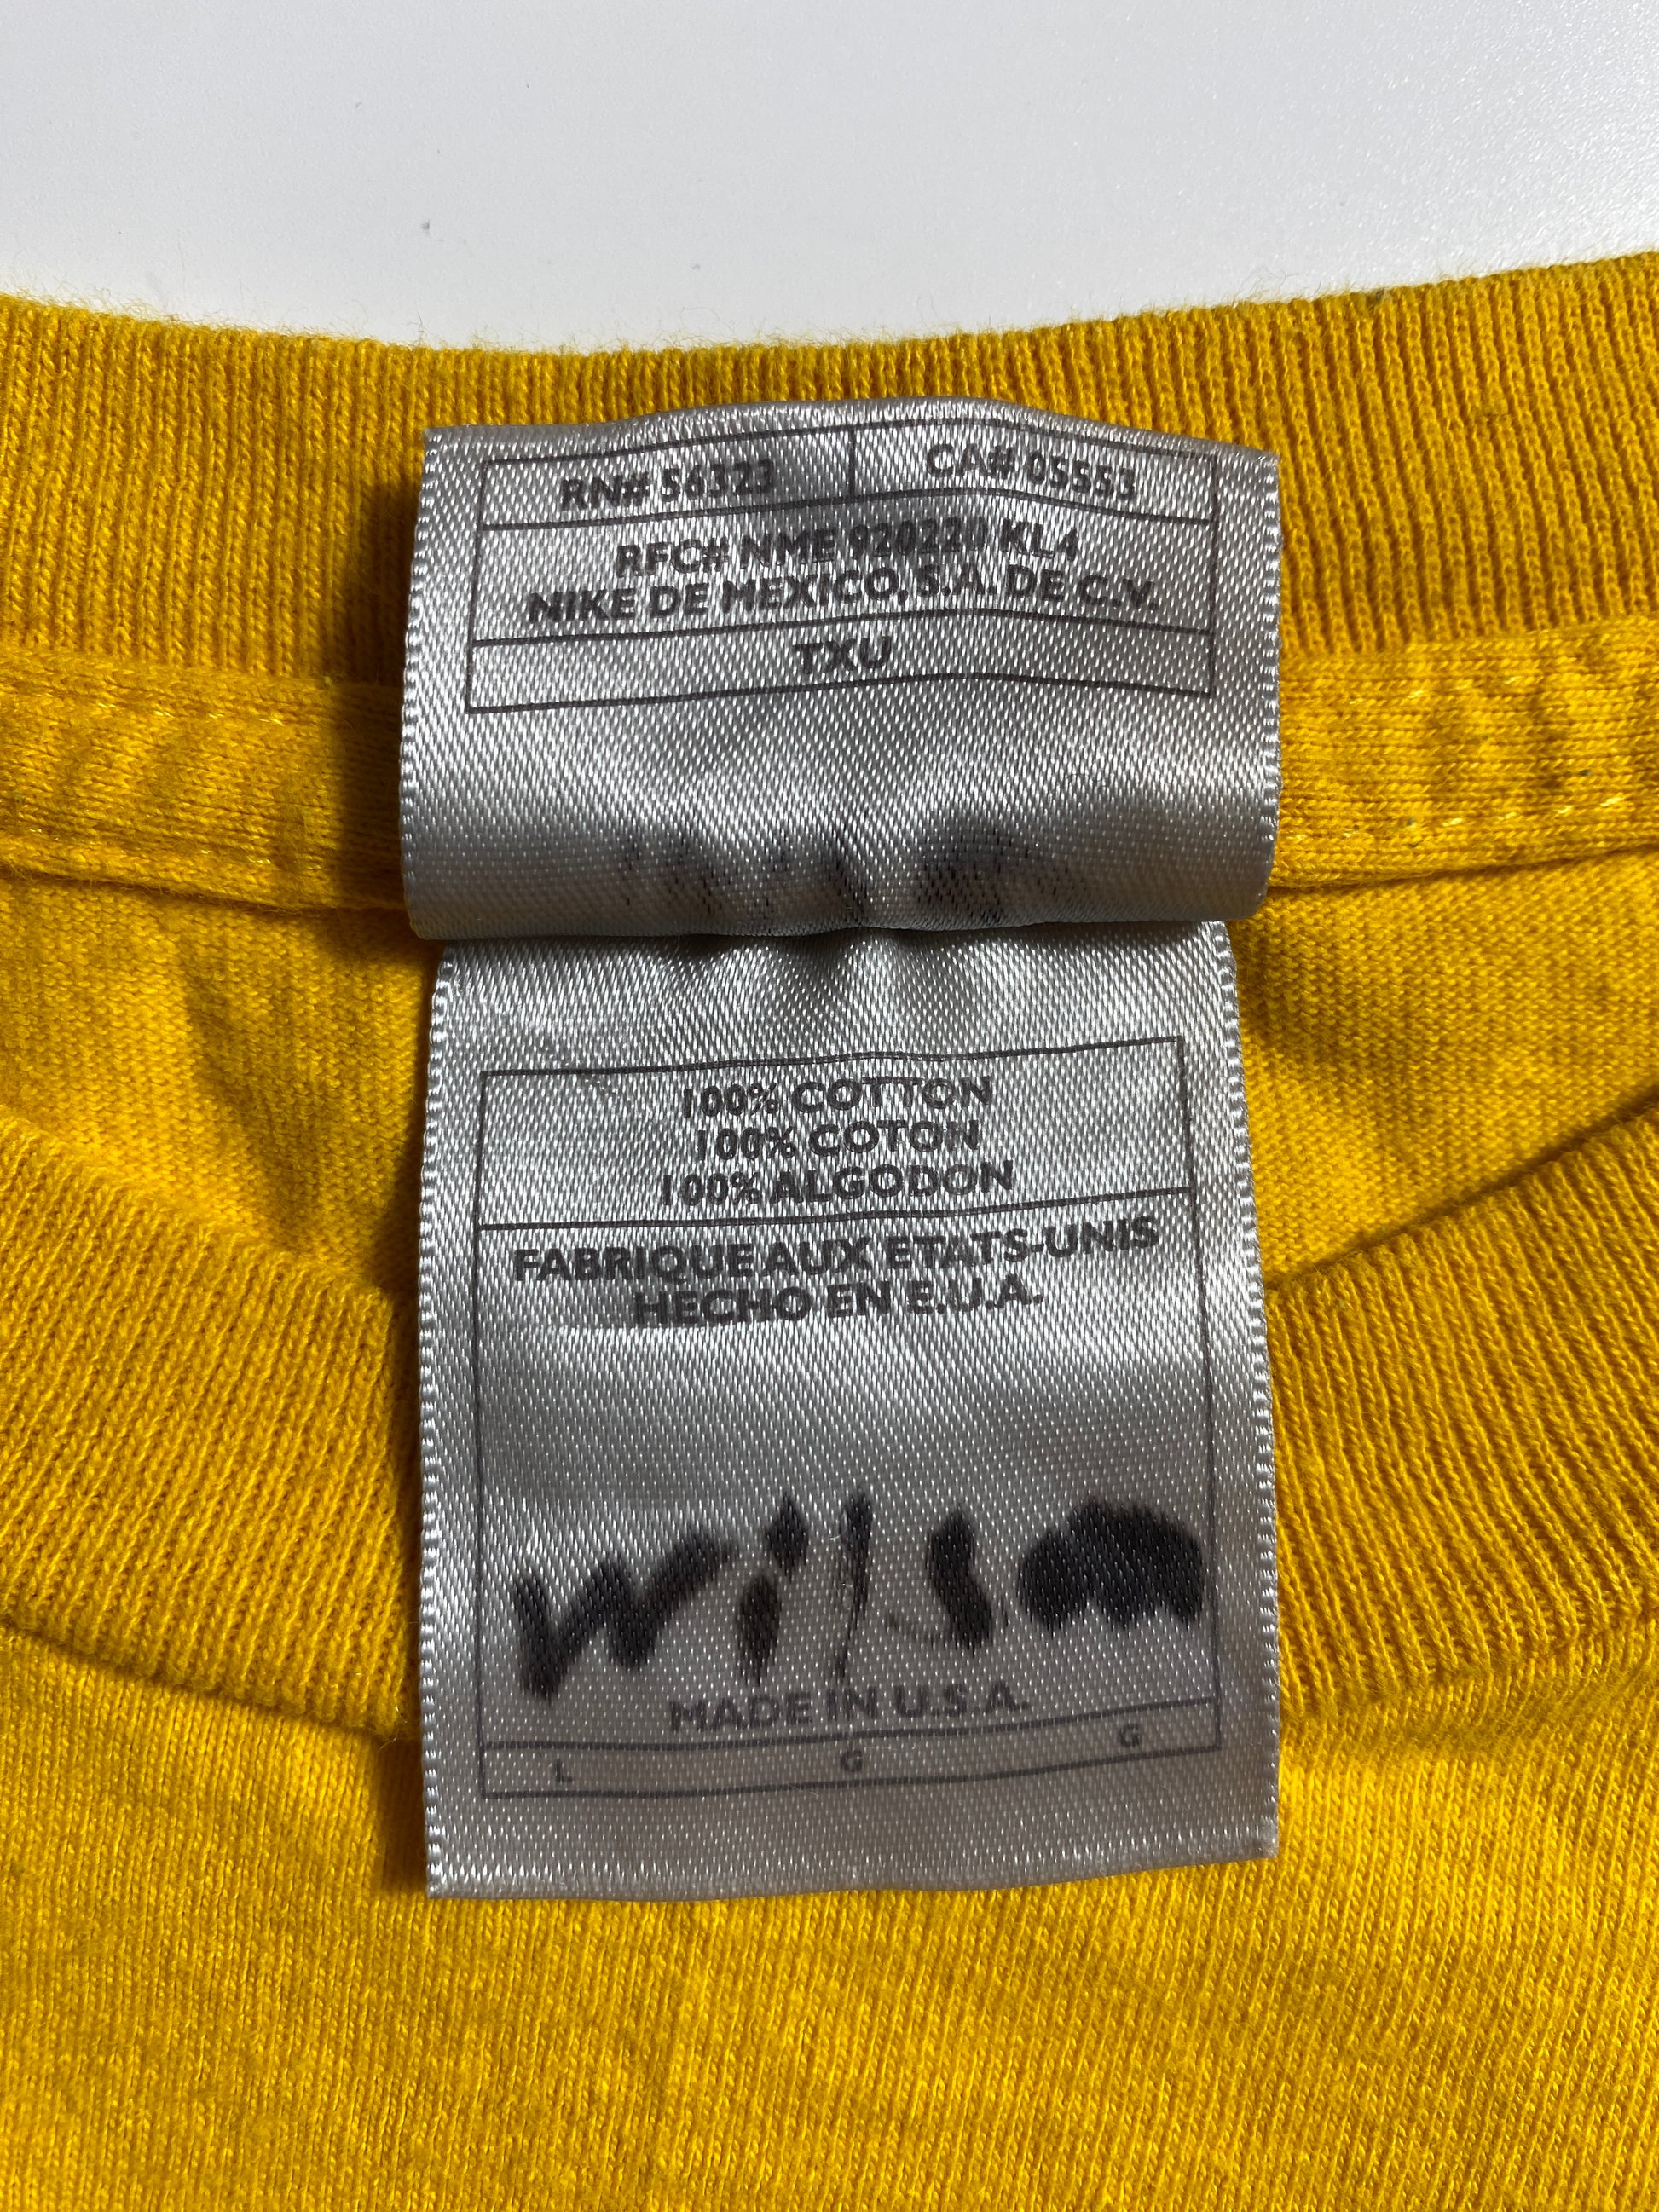 RN# 56323 CA# 05553
RFC# NME 920220 KL4
NIKE DE MEXICO, S.A. DE C.V.
TXU
100% COTTON
100% COTON
100% ALGODON
FABRIQUE AUX ETATS-UNIS
HECHO EN E.U.A.
Wilson
MADE IN U.S.A.
L G G